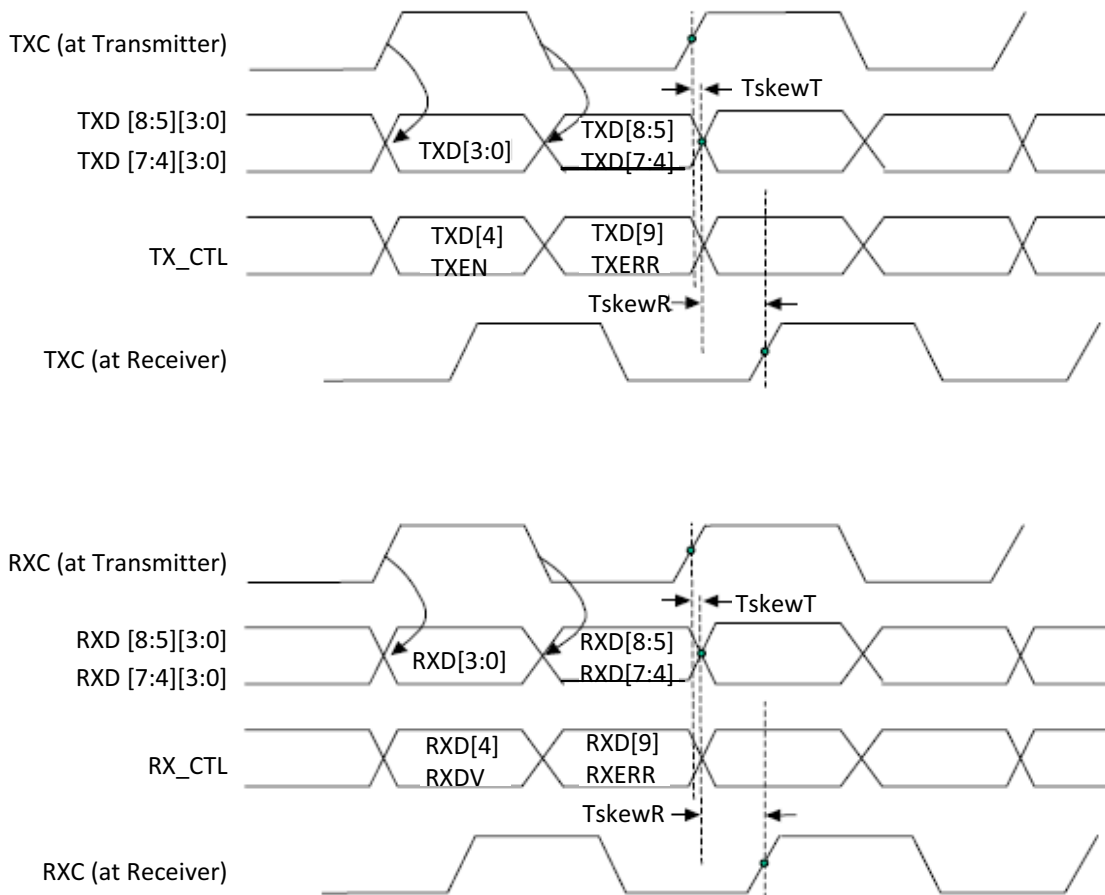 TXC (at Transmitter)
TskewT
TXD [8:5][3:0]
TXD [7:4][3:0]
TXD[3:0]
TXD[8:5]
TXD[7:4]
TX_CTL
TXD[4]
TXEN
TXD[9]
TXERR
TskewR
TXC (at Receiver)
RXC (at Transmitter)
TskewT
RXD [8:5][3:0]
RXD [7:4][3:0]
RXD[3:0]
RXD[8:5]
RXD[7:4]
RX_CTL
RXD[4]
RXDV
RXD[9]
RXERR
TskewR
RXC (at Receiver)